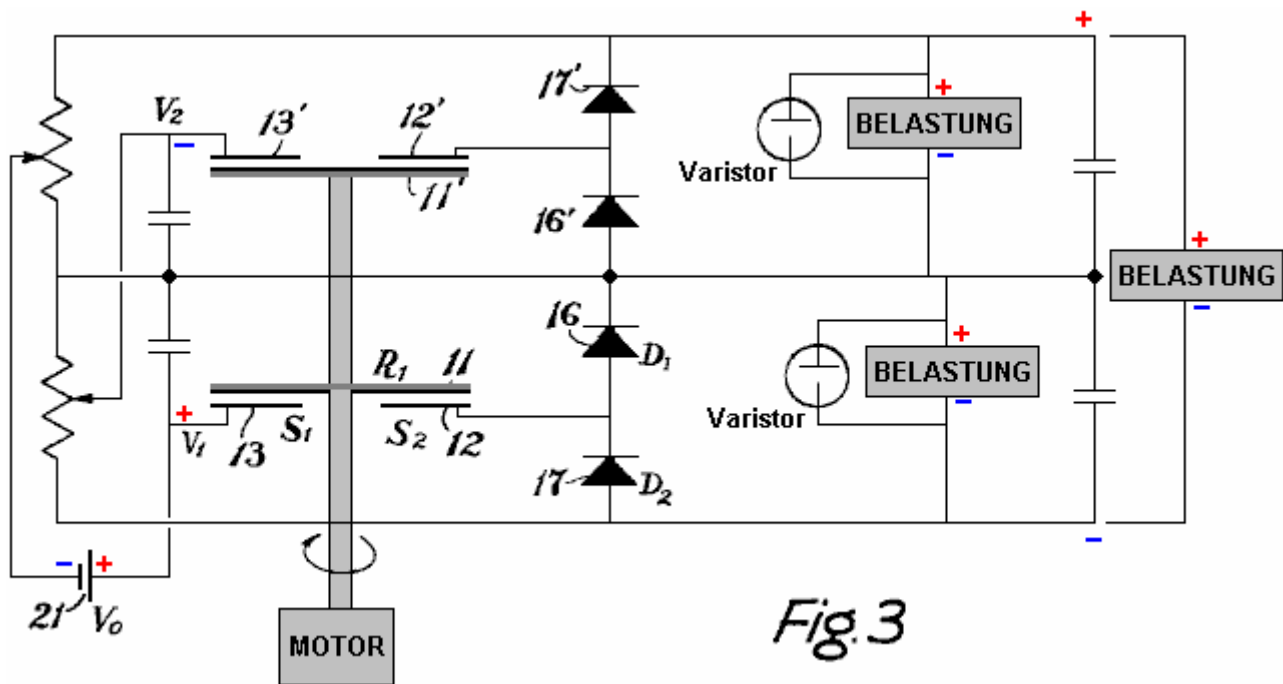 +
17'
V2
13'
12'
+
−
BELASTUNG
Varistor
−
11'
16'
+
BELASTUNG
−
16
D1
+
R1
11
BELASTUNG
+
−
V1
13
S1
S2
12
Varistor
17
D2
−
− +
21
V0
MOTOR
Fig.3